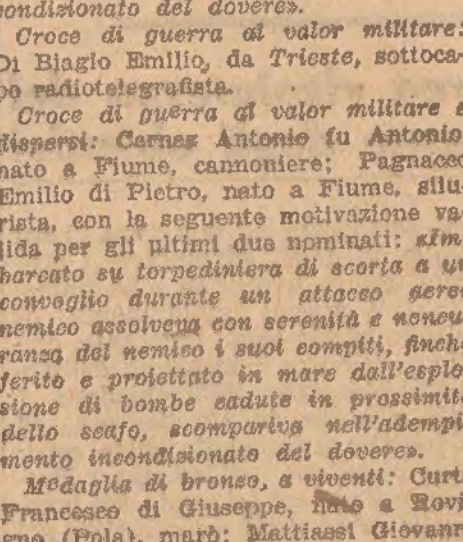 condizionato del dovere».
Croce di guerra al valor militare:
Di Biagio Emilio, da Trieste, sottoca-
po radiotelegrafista.
Croce di guerra al valor militare a
dispersi: Carnez Antonio fu Antonio,
nato a Fiume, cannoniere; Pagnacco
Emilio di Pietro, nato a Fiume, silu-
rista, con la seguente motivazione va-
lida per gli ultimi due nominati: «Im-
barcato su torpediniera di scorta a un
convoglio durante un attacco aereo
nemico assolveva con serenità e noncu-
ranza del nemico i suoi compiti, finché
ferito e proiettato in mare dall'esplo-
sione di bombe cadute in prossimità
dello scafo, scompariva nell'adempi-
mento incondizionato del dovere».
Medaglia di bronzo, a viventi: Curt
Francesco di Giuseppe, nato a Rovi
gno (Pola), marò; Mattiassi Giovann